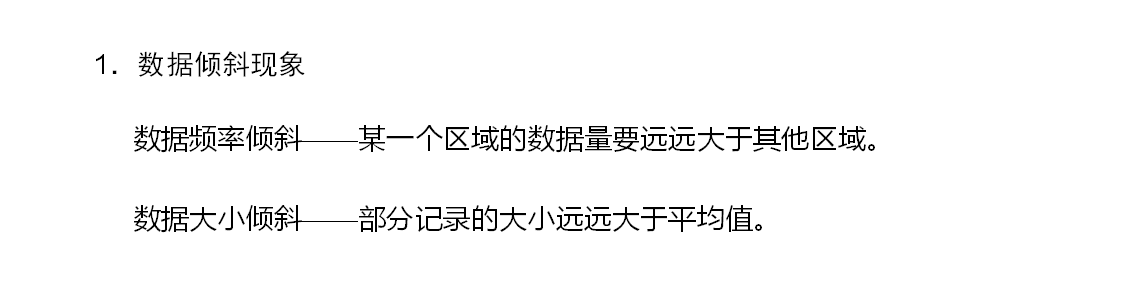 1．数据倾斜现象
数据频率倾斜——某一个区域的数据量要远远大于其他区域。
数据大小倾斜——部分记录的大小远远大于平均值。